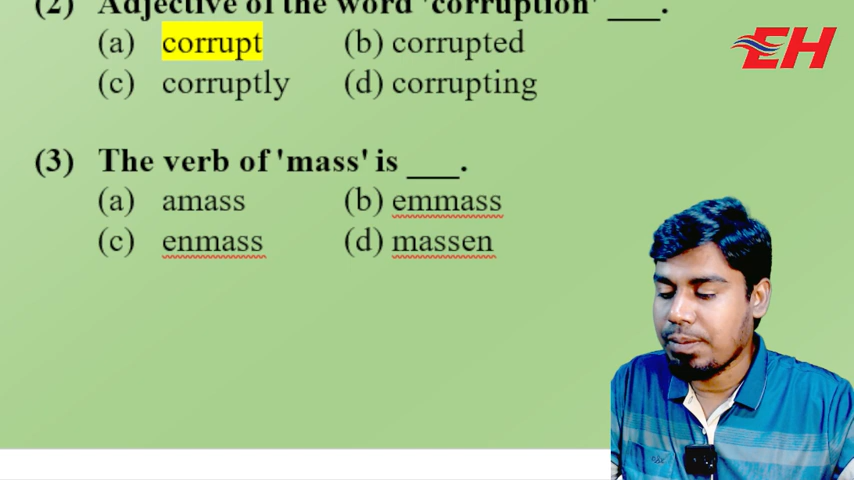 (2) Adjective of the word 'corruption' ___.
(a) corrupt (b) corrupted
(c) corruptly (d) corrupting
EH
(3) The verb of 'mass' is ___.
(a) amass (b) emmass
(c) enmass (d) massen